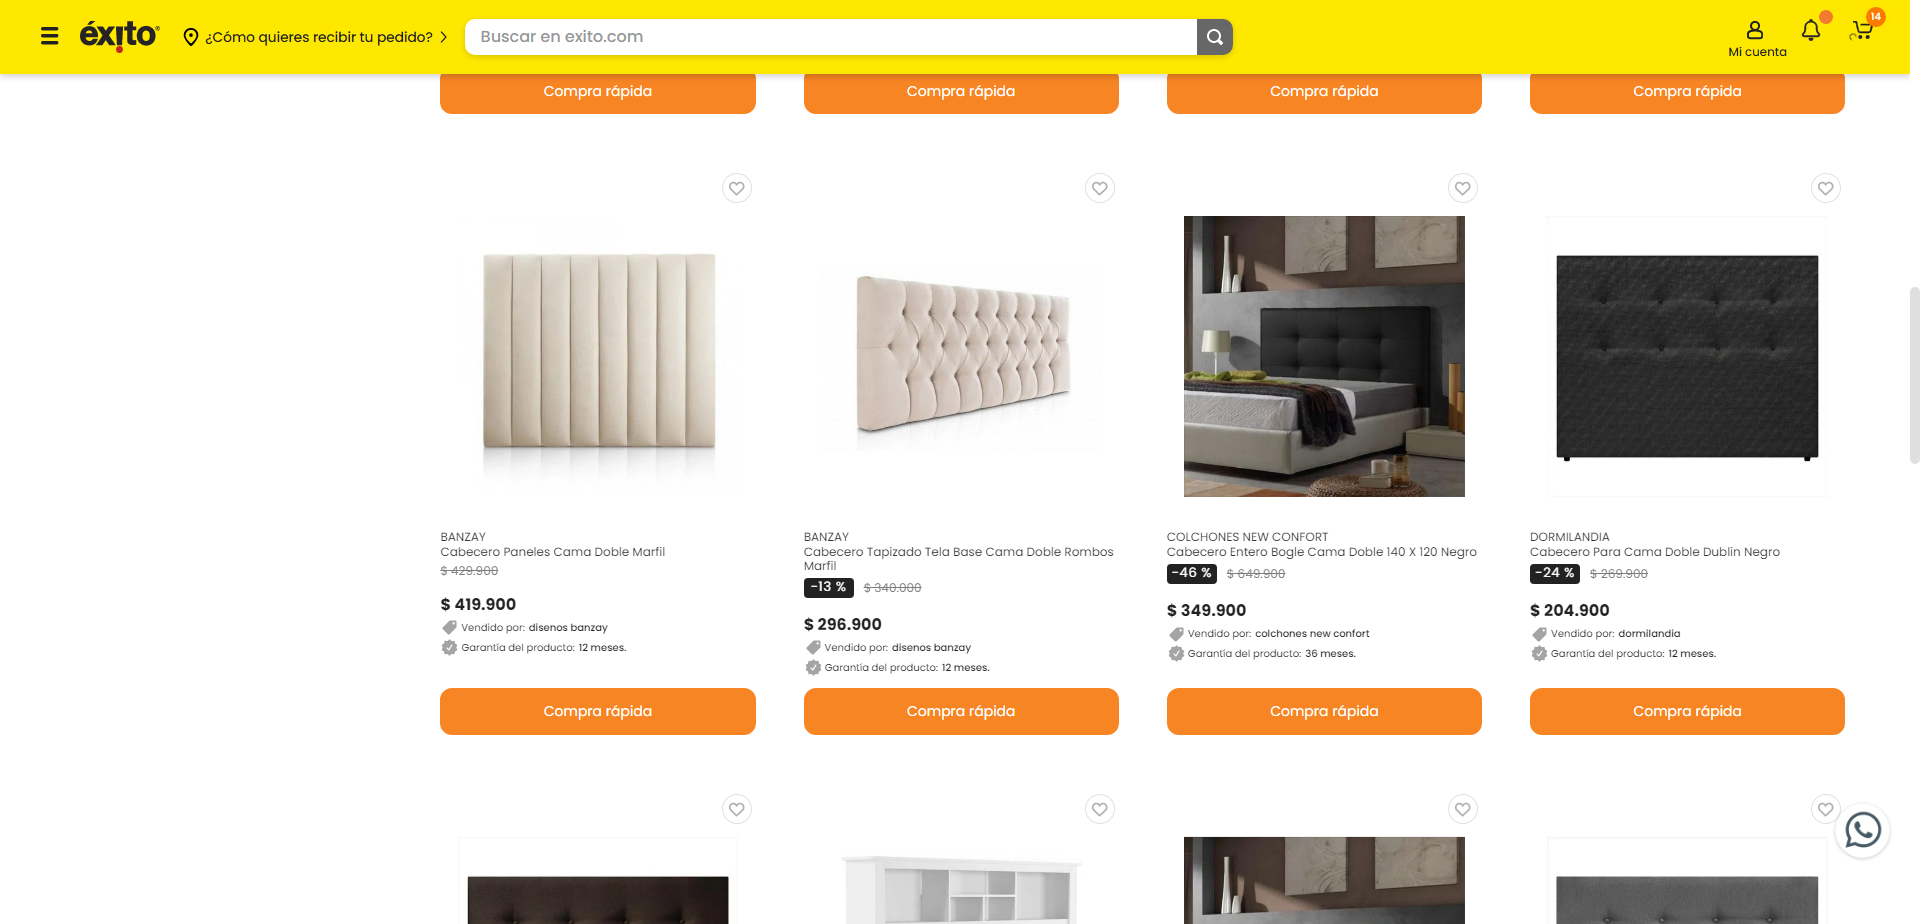 éxito
¿Cómo quieres recibir tu pedido?
Buscar en exito.com
Mi cuenta
14
Compra rápida
Compra rápida
Compra rápida
Compra rápida
BANZAY
Cabecero Paneles Cama Doble Marfil
$ 429.900
$ 419.900
Vendido por: disenos banzay
Garantía del producto: 12 meses.
Compra rápida
BANZAY
Cabecero Tapizado Tela Base Cama Doble Rombos
Marfil
-13 % $ 340.000
$ 296.900
Vendido por: disenos banzay
Garantía del producto: 12 meses.
Compra rápida
COLCHONES NEW CONFORT
Cabecero Entero Bogle Cama Doble 140 X 120 Negro
-46 % $ 649.900
$ 349.900
Vendido por: colchones new confort
Garantía del producto: 36 meses.
Compra rápida
DORMILANDIA
Cabecero Para Cama Doble Dublin Negro
-24 % $ 269.900
$ 204.900
Vendido por: dormilandia
Garantía del producto: 12 meses.
Compra rápida